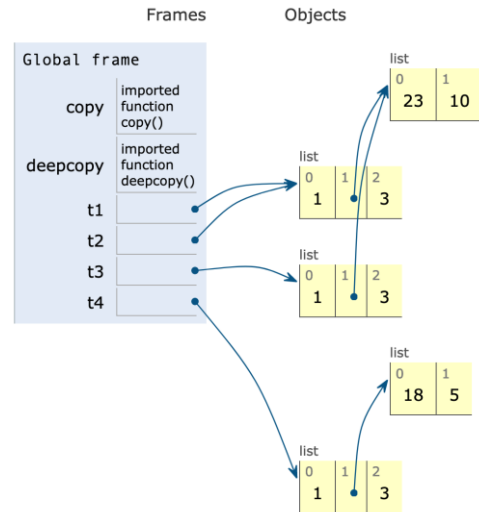 Frames Objects
Global frame
copy imported
function
copy()
deepcopy imported
function
deepcopy()
t1
t2
t3
t4
list
0 1
23 10
list
0 1 2
1 3
list
0 1 2
1 3
list
0 1
18 5
list
0 1 2
1 3